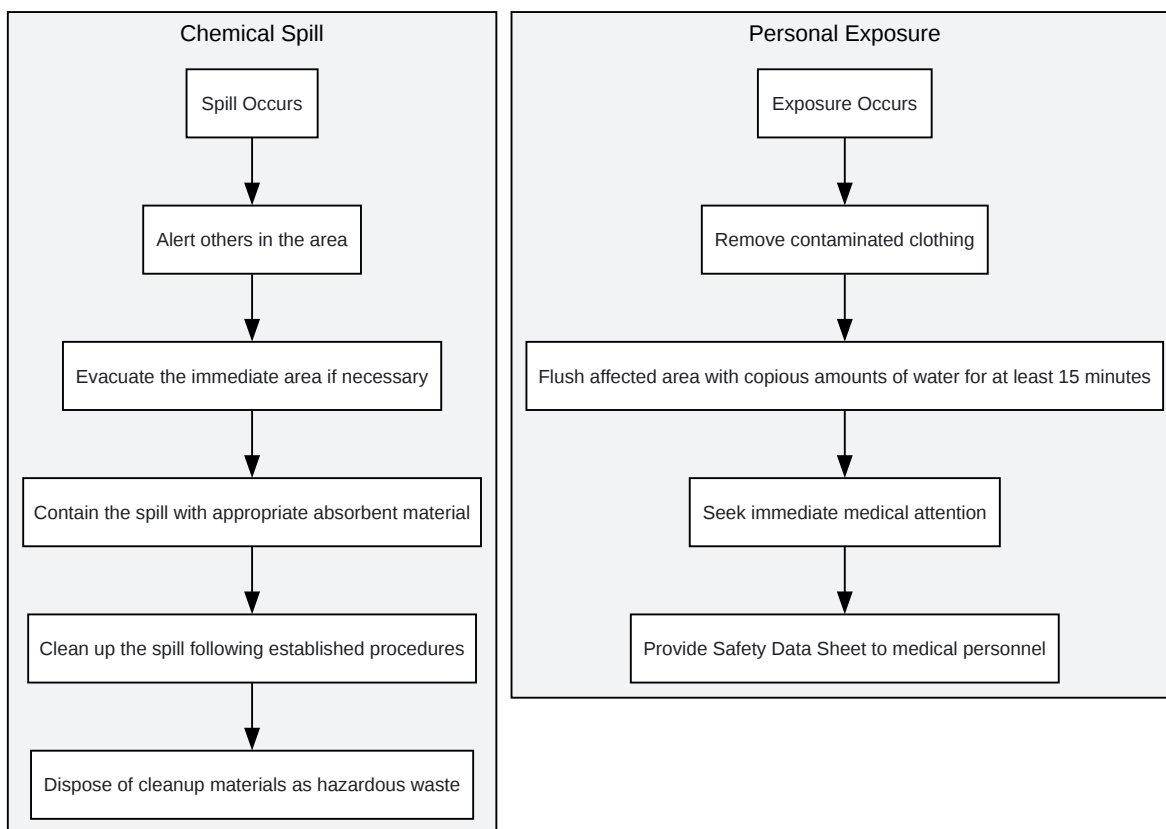 Chemical Spill
Spill Occurs
Alert others in the area
Evacuate the immediate area if necessary
Contain the spill with appropriate absorbent material
Clean up the spill following established procedures
Dispose of cleanup materials as hazardous waste
Personal Exposure
Exposure Occurs
Remove contaminated clothing
Flush affected area with copious amounts of water for at least 15 minutes
Seek immediate medical attention
Provide Safety Data Sheet to medical personnel